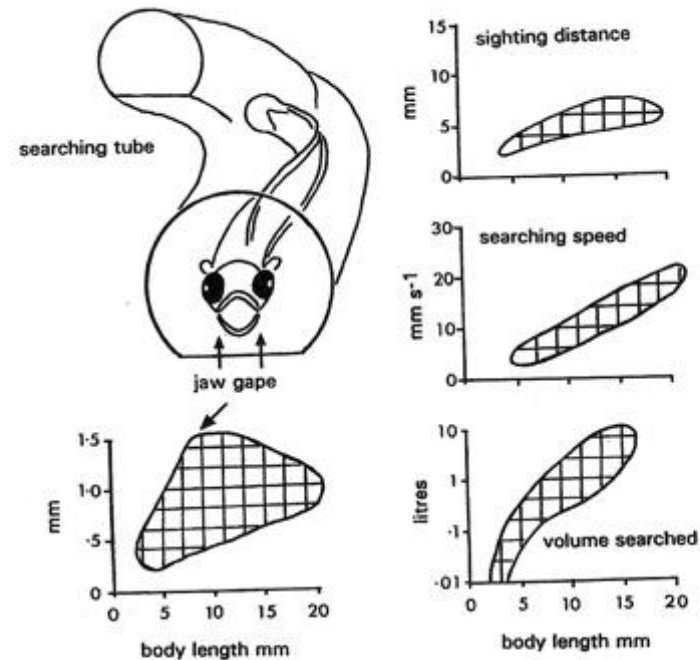 searching tube
jaw gape
1·5
1·0
·5
0
mm
0 5 10 15 20
body length mm
sighting distance
15
10
5
0
mm
searching speed
30
20
10
0
mm s⁻¹
10
1
·1
·01
litres
volume searched
0 5 10 15 20
body length mm